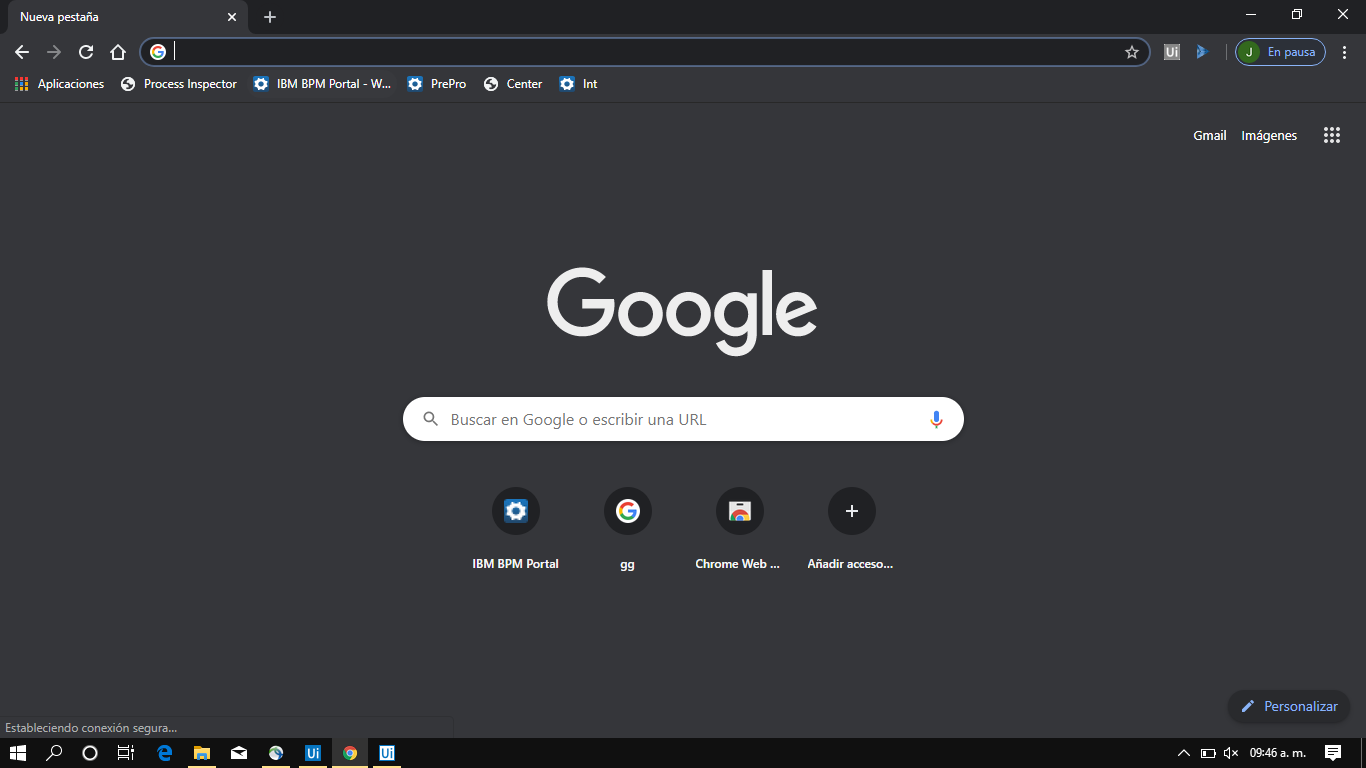 Nueva pestaña
Ui
J En pausa
Aplicaciones Process Inspector IBM BPM Portal - W... PrePro Center Int
Gmail Imágenes
Google
Buscar en Google o escribir una URL
IBM BPM Portal gg Chrome Web ... Añadir acceso...
Personalizar
Estableciendo conexión segura...
Ui Ui 09:46 a. m.